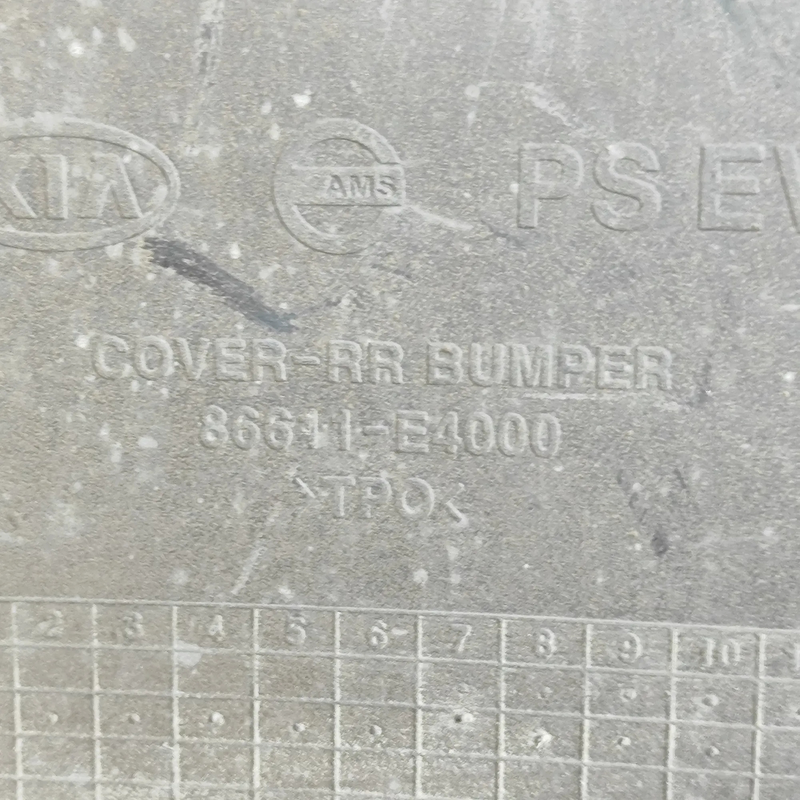 KIA AMS PS EV
COVER-RR BUMPER
86611-E4000
>TPO<
2 3 4 5 6 7 8 9 10